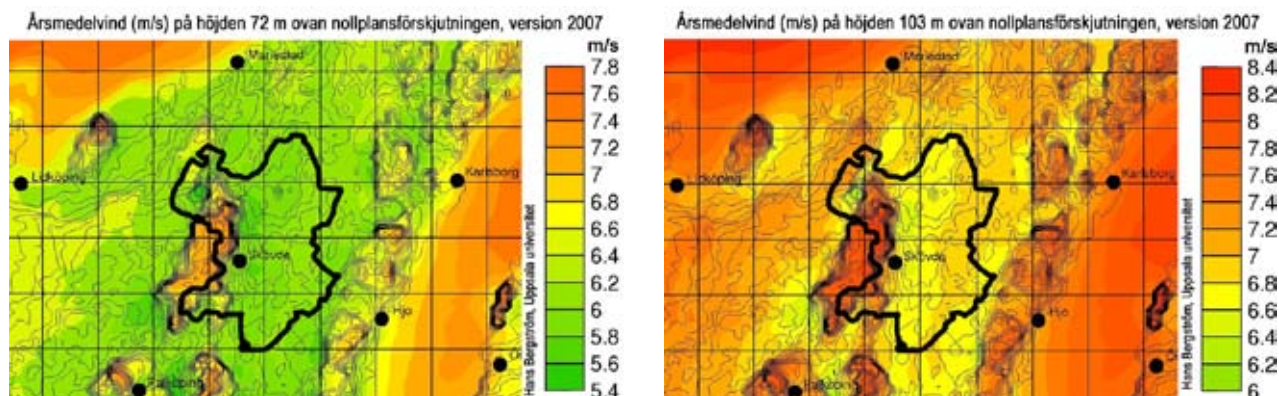 Årsmedelvind (m/s) på höjden 72 m ovan nollplansförskjutningen, version 2007
m/s
Mariestad
7.8
7.6
7.4
7.2
7
6.8
6.6
6.4
6.2
6
5.8
5.6
5.4
Lidköping
Karlsborg
Skövde
Hjo
Falköping
Hans Bergström, Uppsala universitet
Årsmedelvind (m/s) på höjden 103 m ovan nollplansförskjutningen, version 2007
m/s
Mariestad
8.4
8.2
8
7.8
7.6
7.4
7.2
7
6.8
6.6
6.4
6.2
6
Lidköping
Karlsborg
Skövde
Hjo
Falköping
Hans Bergström, Uppsala universitet